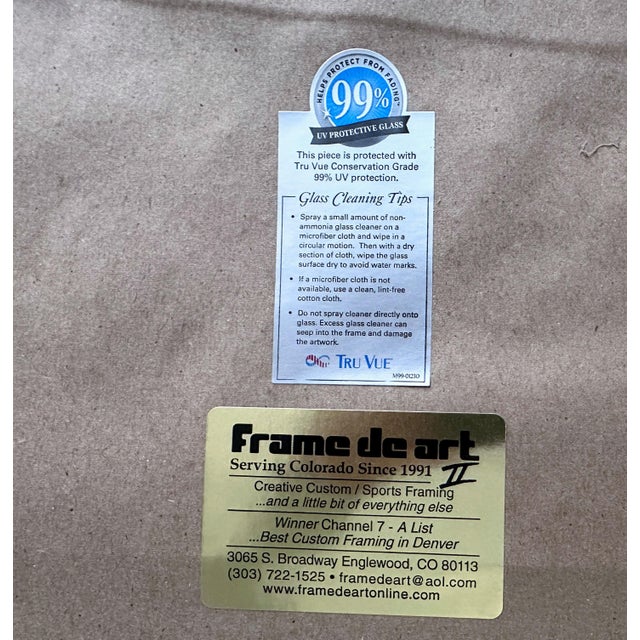 HELPS PROTECT FROM FADING™
99%
UV PROTECTIVE GLASS
This piece is protected with
Tru Vue Conservation Grade
99% UV protection.
Glass Cleaning Tips
• Spray a small amount of non-
ammonia glass cleaner on a
microfiber cloth and wipe in a
circular motion. Then with a dry
section of cloth, wipe the glass
surface dry to avoid water marks.
• If a microfiber cloth is not
available, use a clean, lint-free
cotton cloth.
• Do not spray cleaner directly onto
glass. Excess glass cleaner can
seep into the frame and damage
the artwork.
TRU VUE
M99-01210
Frame de art
Serving Colorado Since 1991 II
Creative Custom / Sports Framing
...and a little bit of everything else
Winner Channel 7 - A List
...Best Custom Framing in Denver
3065 S. Broadway Englewood, CO 80113
(303) 722-1525 • framedeart@aol.com
www.framedeartonline.com